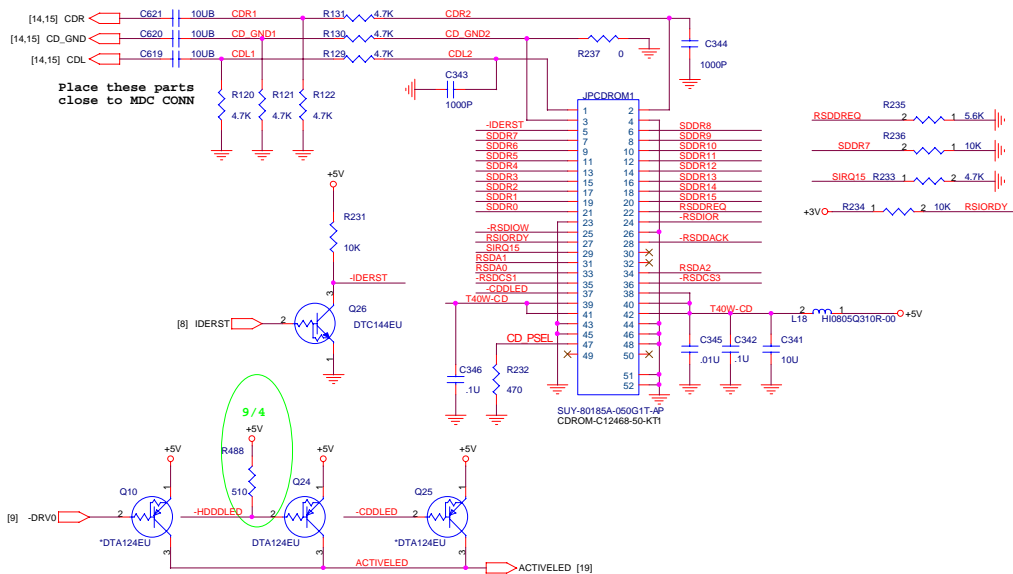 [14,15] CDR C621 10UB CDR1 R131 4.7K CDR2
[14,15] CD_GND C620 10UB CD_GND1 R130 4.7K CD_GND2 R237 0
[14,15] CDL C619 10UB CDL1 R129 4.7K CDL2
C344
1000P
Place these parts
close to MDC CONN
C343
1000P
R120 R121 R122
4.7K 4.7K 4.7K
JPCDROM1
1 2
3 4
-IDERST 5 6 SDDR8
SDDR7 7 8 SDDR9
SDDR6 9 10 SDDR10
SDDR5 11 12 SDDR11
SDDR4 13 14 SDDR12
SDDR3 15 16 SDDR13
SDDR2 17 18 SDDR14
SDDR1 19 20 SDDR15
SDDR0 21 22 RSDDREQ
23 24 -RSDIOR
-RSDIOW 25 26
RSIORDY 27 28 -RSDDACK
SIRQ15 29 30
RSDA1 31 32
RSDA0 33 34 RSDA2
-RSDCS1 35 36 -RSDCS3
-CDDLED 37 38
T40W-CD 39 40
41 42 T40W-CD
43 44
45 46
CD_PSEL 47 48
49 50
51
52
SUY-80185A-050G1T-AP
CDROM-C12468-50-KT1
RSDDREQ 2 R235 1 5.6K
SDDR7 2 R236 1 10K
SIRQ15 R233 1 2 4.7K
+3V R234 1 2 10K RSIORDY
2 L18 1 HI0805Q310R-00 +5V
C345 C342 C341
.01U .1U 10U
C346
.1U
R232
470
+5V
R231
10K
-IDERST
3
[8] IDERST 2 Q26
DTC144EU
1
9/4
+5V
R488
510
+5V +5V +5V
Q10 1 Q24 1 Q25 1
[9] -DRV0 2 -HDDDLED 2 -CDDLED 2
*DTA124EU DTA124EU *DTA124EU
3 3 3
ACTIVELED ACTIVELED [19]